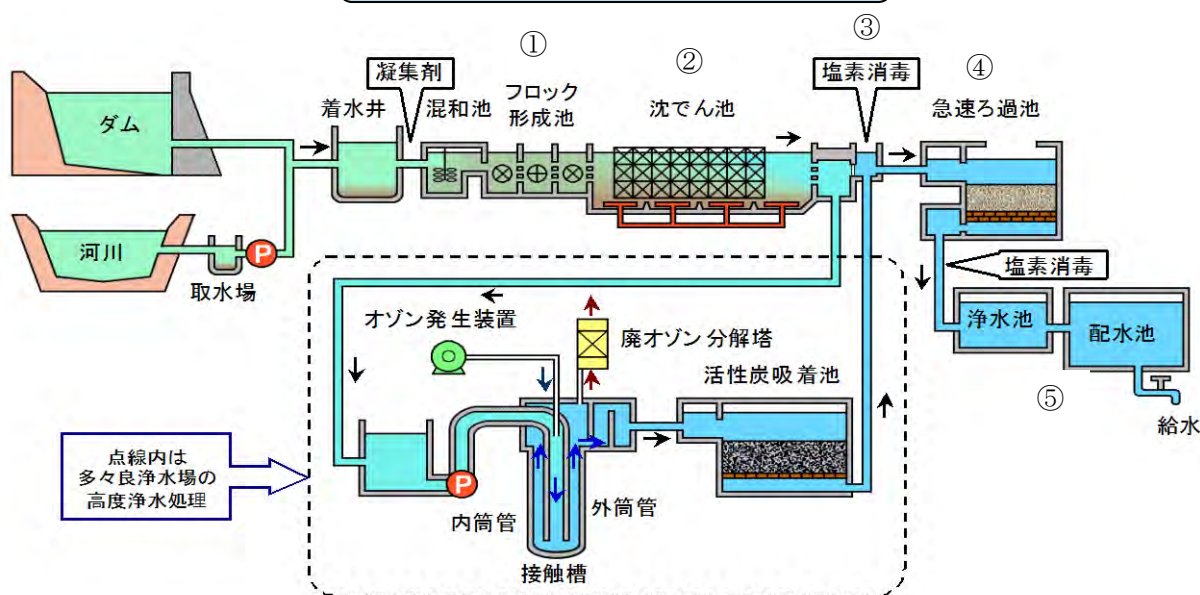 ①
②
③
④
凝集剤
塩素消毒
着水井
混和池
フロック
形成池
沈でん池
急速ろ過池
ダム
河川
P
取水場
塩素消毒
浄水池
配水池
⑤
給水
オゾン発生装置
廃オゾン分解塔
活性炭吸着池
点線内は
多々良浄水場の
高度浄水処理
P
内筒管
外筒管
接触槽